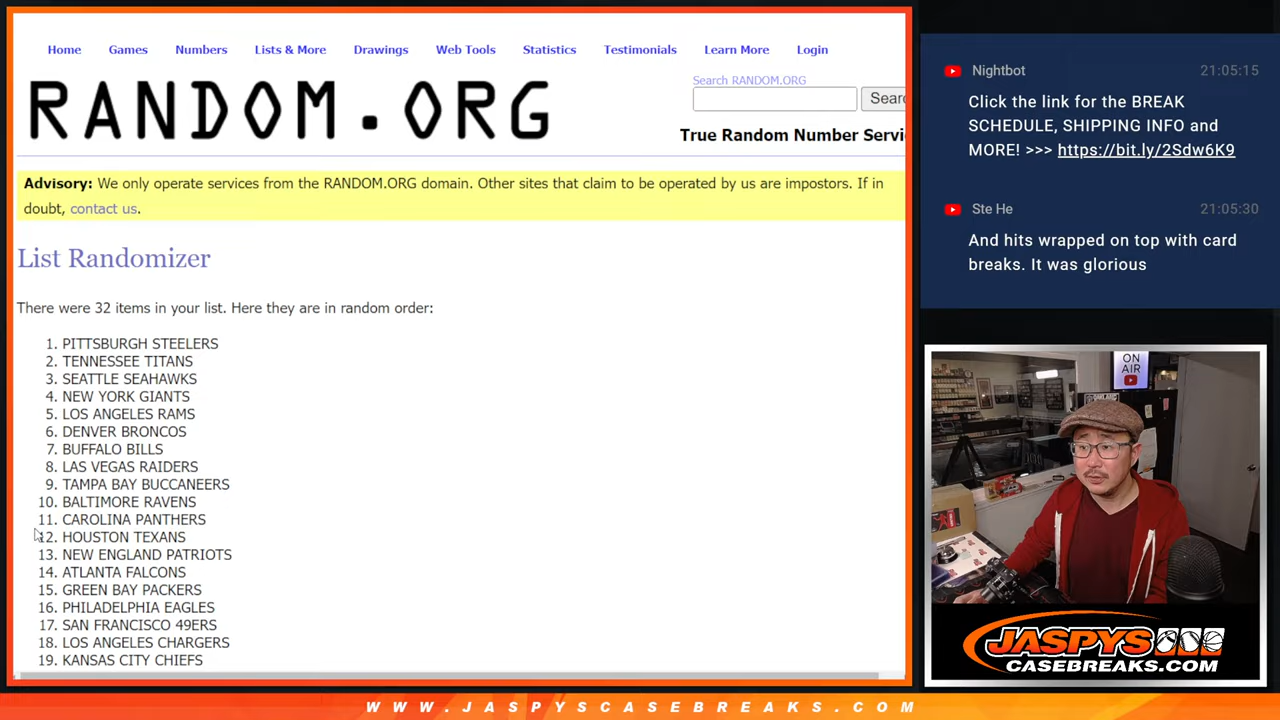 Home Games Numbers Lists & More Drawings Web Tools Statistics Testimonials Learn More Login
RANDOM.ORG
Search RANDOM.ORG
Sear
True Random Number Servi
Advisory: We only operate services from the RANDOM.ORG domain. Other sites that claim to be operated by us are impostors. If in
doubt, contact us.
List Randomizer
There were 32 items in your list. Here they are in random order:
1. PITTSBURGH STEELERS
2. TENNESSEE TITANS
3. SEATTLE SEAHAWKS
4. NEW YORK GIANTS
5. LOS ANGELES RAMS
6. DENVER BRONCOS
7. BUFFALO BILLS
8. LAS VEGAS RAIDERS
9. TAMPA BAY BUCCANEERS
10. BALTIMORE RAVENS
11. CAROLINA PANTHERS
12. HOUSTON TEXANS
13. NEW ENGLAND PATRIOTS
14. ATLANTA FALCONS
15. GREEN BAY PACKERS
16. PHILADELPHIA EAGLES
17. SAN FRANCISCO 49ERS
18. LOS ANGELES CHARGERS
19. KANSAS CITY CHIEFS
Nightbot 21:05:15
Click the link for the BREAK
SCHEDULE, SHIPPING INFO and
MORE! >>> https://bit.ly/2Sdw6K9
Ste He 21:05:30
And hits wrapped on top with card
breaks. It was glorious
ON
AIR
OAKLAND
JASPYS
CASEBREAKS.COM
WWW.JASPYSCASEBREAKS.COM